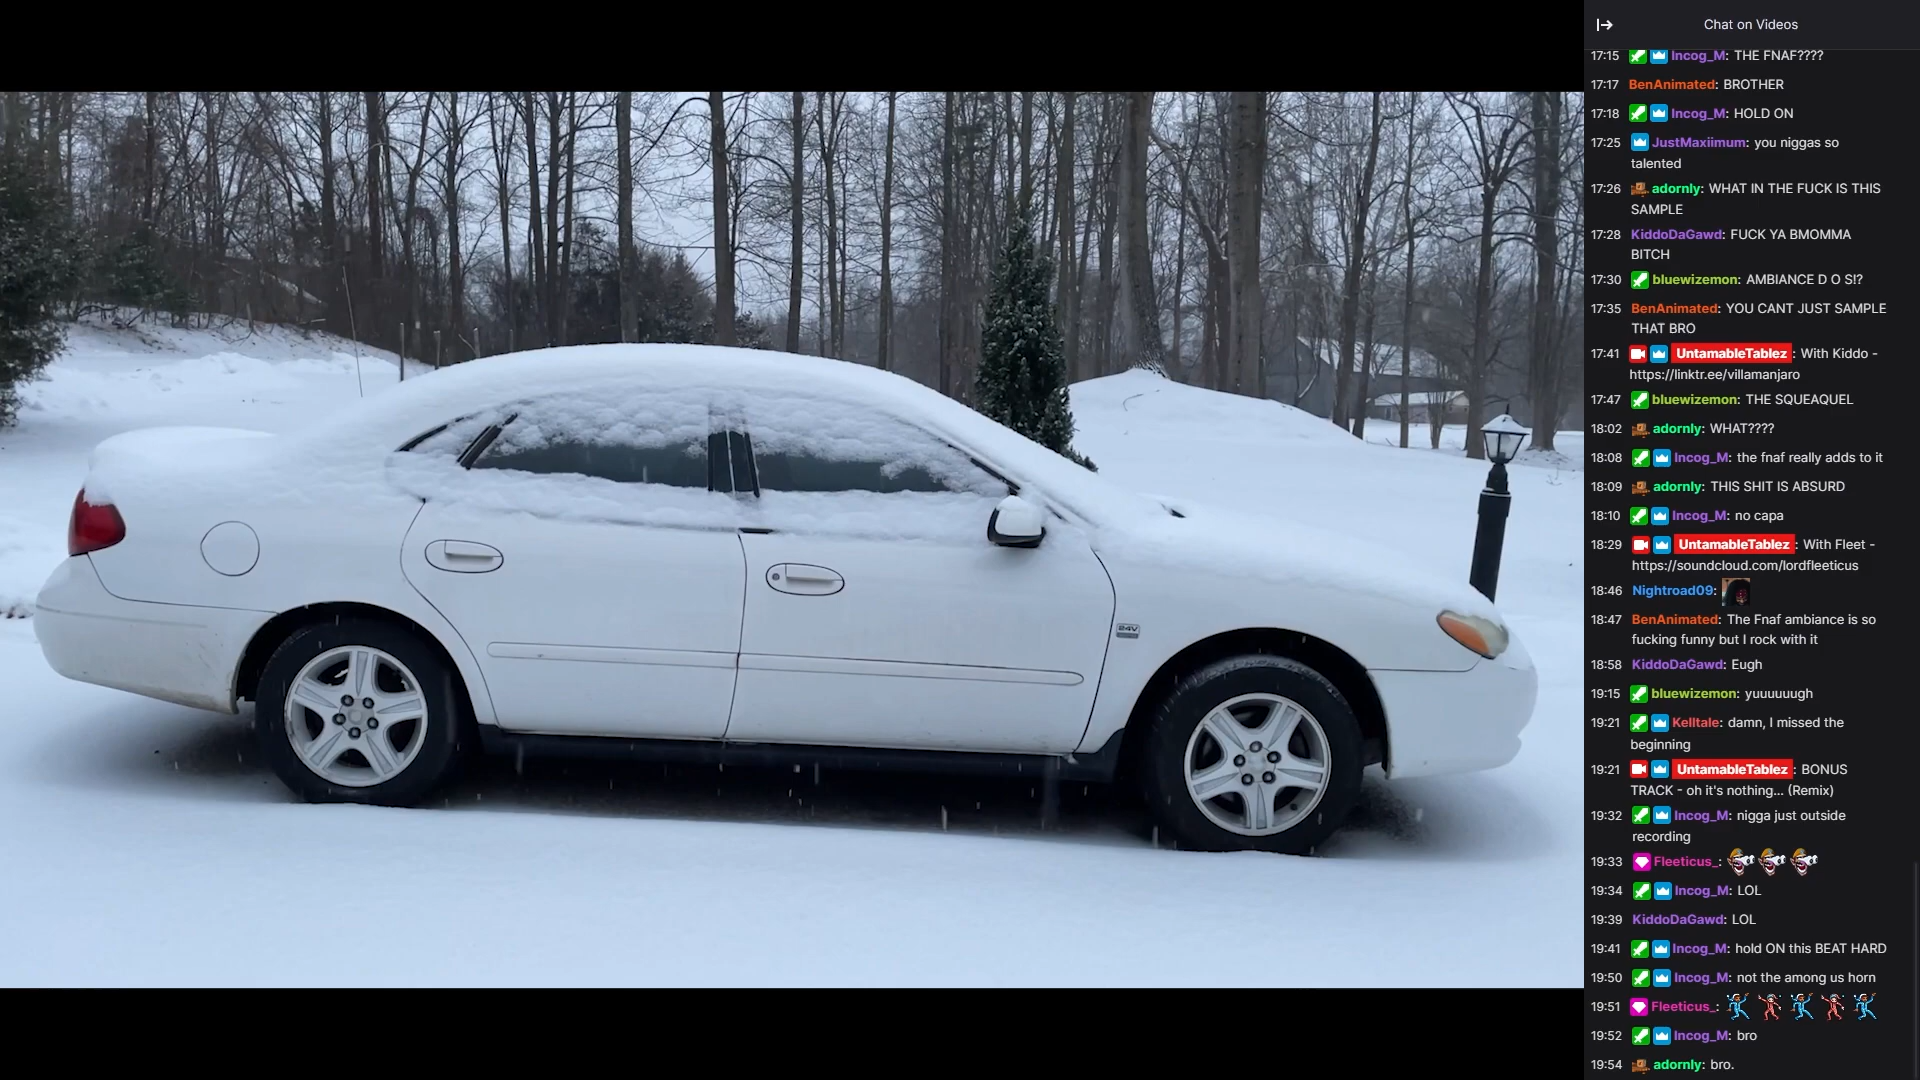 Chat on Videos
17:15 Incog_M: THE FNAF????
17:17 BenAnimated: BROTHER
17:18 Incog_M: HOLD ON
17:25 JustMaxiimum: you niggas so
talented
17:26 adornly: WHAT IN THE FUCK IS THIS
SAMPLE
17:28 KiddoDaGawd: FUCK YA BMOMMA
BITCH
17:30 bluewizemon: AMBIANCE D O S!?
17:35 BenAnimated: YOU CANT JUST SAMPLE
THAT BRO
17:41 UntamableTablez: With Kiddo -
https://linktr.ee/villamanjaro
17:47 bluewizemon: THE SQUEAQUEL
18:02 adornly: WHAT????
18:08 Incog_M: the fnaf really adds to it
18:09 adornly: THIS SHIT IS ABSURD
18:10 Incog_M: no capa
18:29 UntamableTablez: With Fleet -
https://soundcloud.com/lordfleeticus
18:46 Nightroad09:
18:47 BenAnimated: The Fnaf ambiance is so
fucking funny but I rock with it
18:58 KiddoDaGawd: Eugh
19:15 bluewizemon: yuuuuuugh
19:21 Kelltale: damn, I missed the
beginning
19:21 UntamableTablez: BONUS
TRACK - oh it's nothing... (Remix)
19:32 Incog_M: nigga just outside
recording
19:33 Fleeticus_:
19:34 Incog_M: LOL
19:39 KiddoDaGawd: LOL
19:41 Incog_M: hold ON this BEAT HARD
19:50 Incog_M: not the among us horn
19:51 Fleeticus_:
19:52 Incog_M: bro
19:54 adornly: bro.
24V